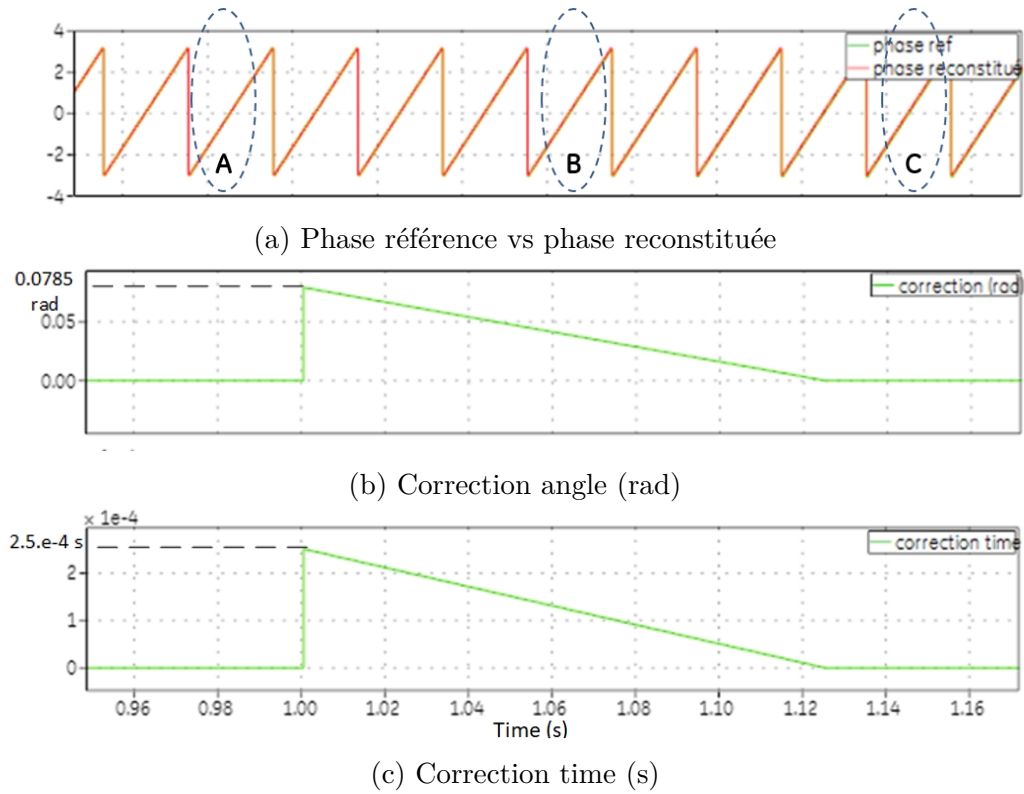 4
2
0
-2
-4
phase ref
phase reconstitué
A
B
C
(a) Phase référence vs phase reconstituée
0.0785
rad
0.05
0.00
correction (rad)
(b) Correction angle (rad)
× 1e-4
2.5.e-4 s
2
1
0
correction time
0.96 0.98 1.00 1.02 1.04 1.06 1.08 1.10 1.12 1.14 1.16
Time (s)
(c) Correction time (s)